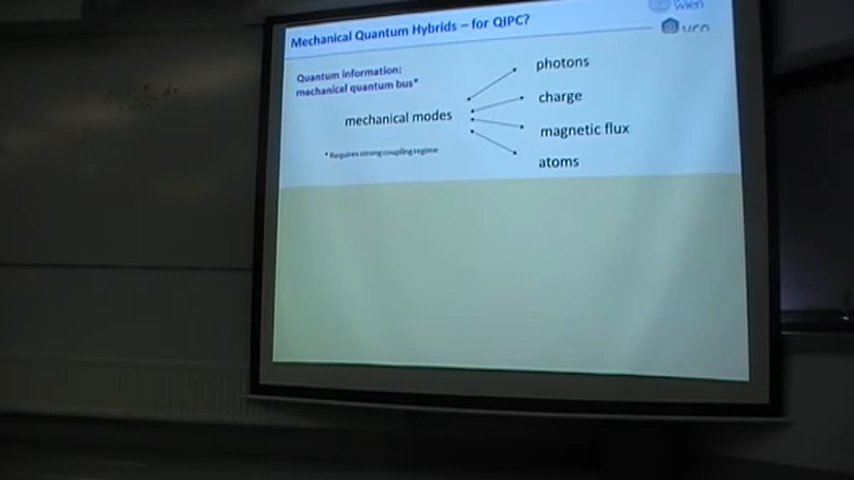 Mechanical Quantum Hybrids – for QIPC?
wien
Quantum information:
mechanical quantum bus*
mechanical modes
photons
charge
magnetic flux
atoms
* Requires strong coupling regime